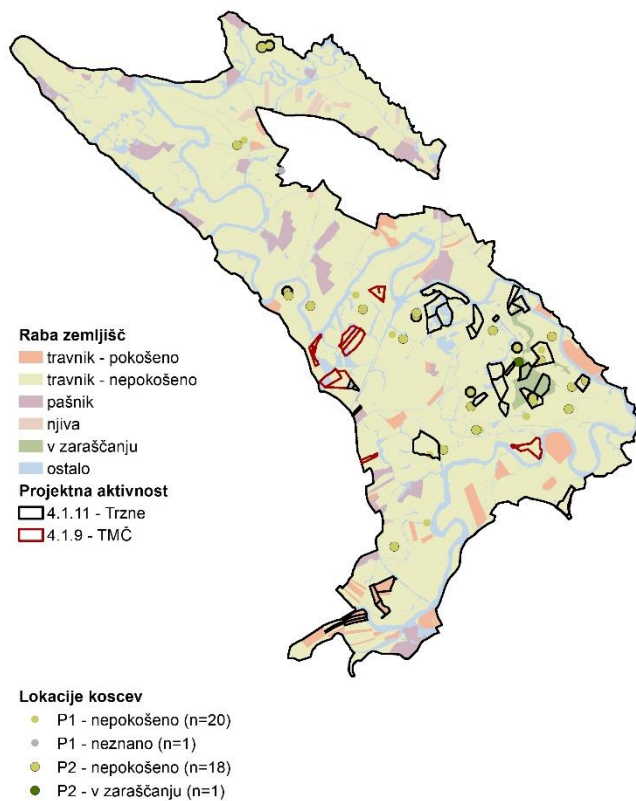 Raba zemljišč
travnik - pokošeno
travnik - nepokošeno
pašnik
njiva
v zaraščanju
ostalo
Projektna aktivnost
4.1.11 - Trzne
4.1.9 - TMČ
Lokacije koscev
P1 - nepokošeno (n=20)
P1 - neznano (n=1)
P2 - nepokošeno (n=18)
P2 - v zaraščanju (n=1)